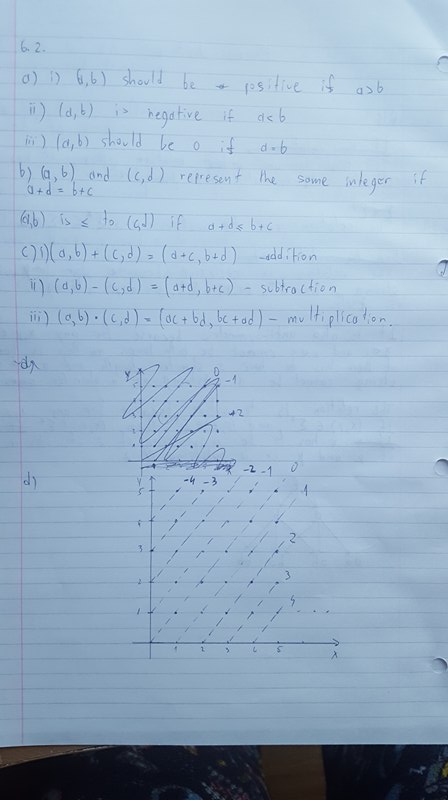 6.2.
a) i) (a,b) should be positive if a>b
ii) (a,b) is negative if a<b
iii) (a,b) should be 0 if a=b
b) (a,b) and (c,d) represent the same integer if
a+d = b+c
(a,b) is ≤ to (c,d) if a+d≤b+c
c) i) (a,b) + (c,d) = (a+c, b+d) - addition
ii) (a,b) - (c,d) = (a+d, b+c) - subtraction
iii) (a,b) · (c,d) = (ac+bd, bc+ad) - multiplication.
d)
y 0 -1
+2
d) y -4 -3 -2 -1 0
5 1
4
3 2
2 3
1 4 . . .
1 2 3 4 5 x